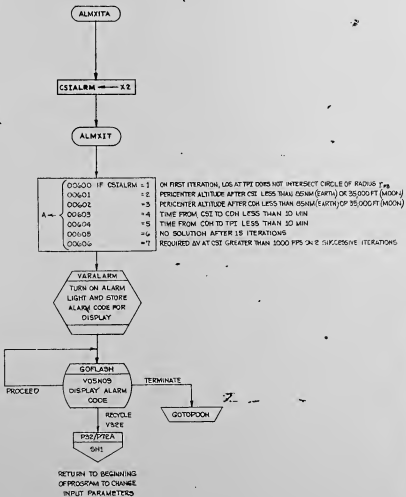 ALMXITA
CSIALRM ← X2
ALMXIT
A ←
00600 IF CSIALRM = 1 ON FIRST ITERATION, LOS AT TPI DOES NOT INTERSECT CIRCLE OF RADIUS
00601 = 2 PERICENTER ALTITUDE AFTER CSI LESS THAN 85NM (EARTH) OR 35,000 FT (MOON)
00602 = 3 PERICENTER ALTITUDE AFTER CDH LESS THAN 85NM (EARTH) OR 35,000 FT (MOON)
00603 = 4 TIME FROM CSI TO CDH LESS THAN 10 MIN
00604 = 5 TIME FROM CDH TO TPI LESS THAN 10 MIN
00605 = 6 NO SOLUTION AFTER 15 ITERATIONS
00606 = 7 REQUIRED ΔV AT CSI GREATER THAN 1000 FPS ON 2 SUCCESSIVE ITERATIONS
VARALARM
TURN ON ALARM
LIGHT AND STORE
ALARM CODE FOR
DISPLAY
GOFLASH
V05N09
DISPLAY ALARM
CODE
PROCEED
TERMINATE
GOTOPOOH
RECYCLE
V32E
P32/P72A
SH1
RETURN TO BEGINNING
OF PROGRAM TO CHANGE
INPUT PARAMETERS